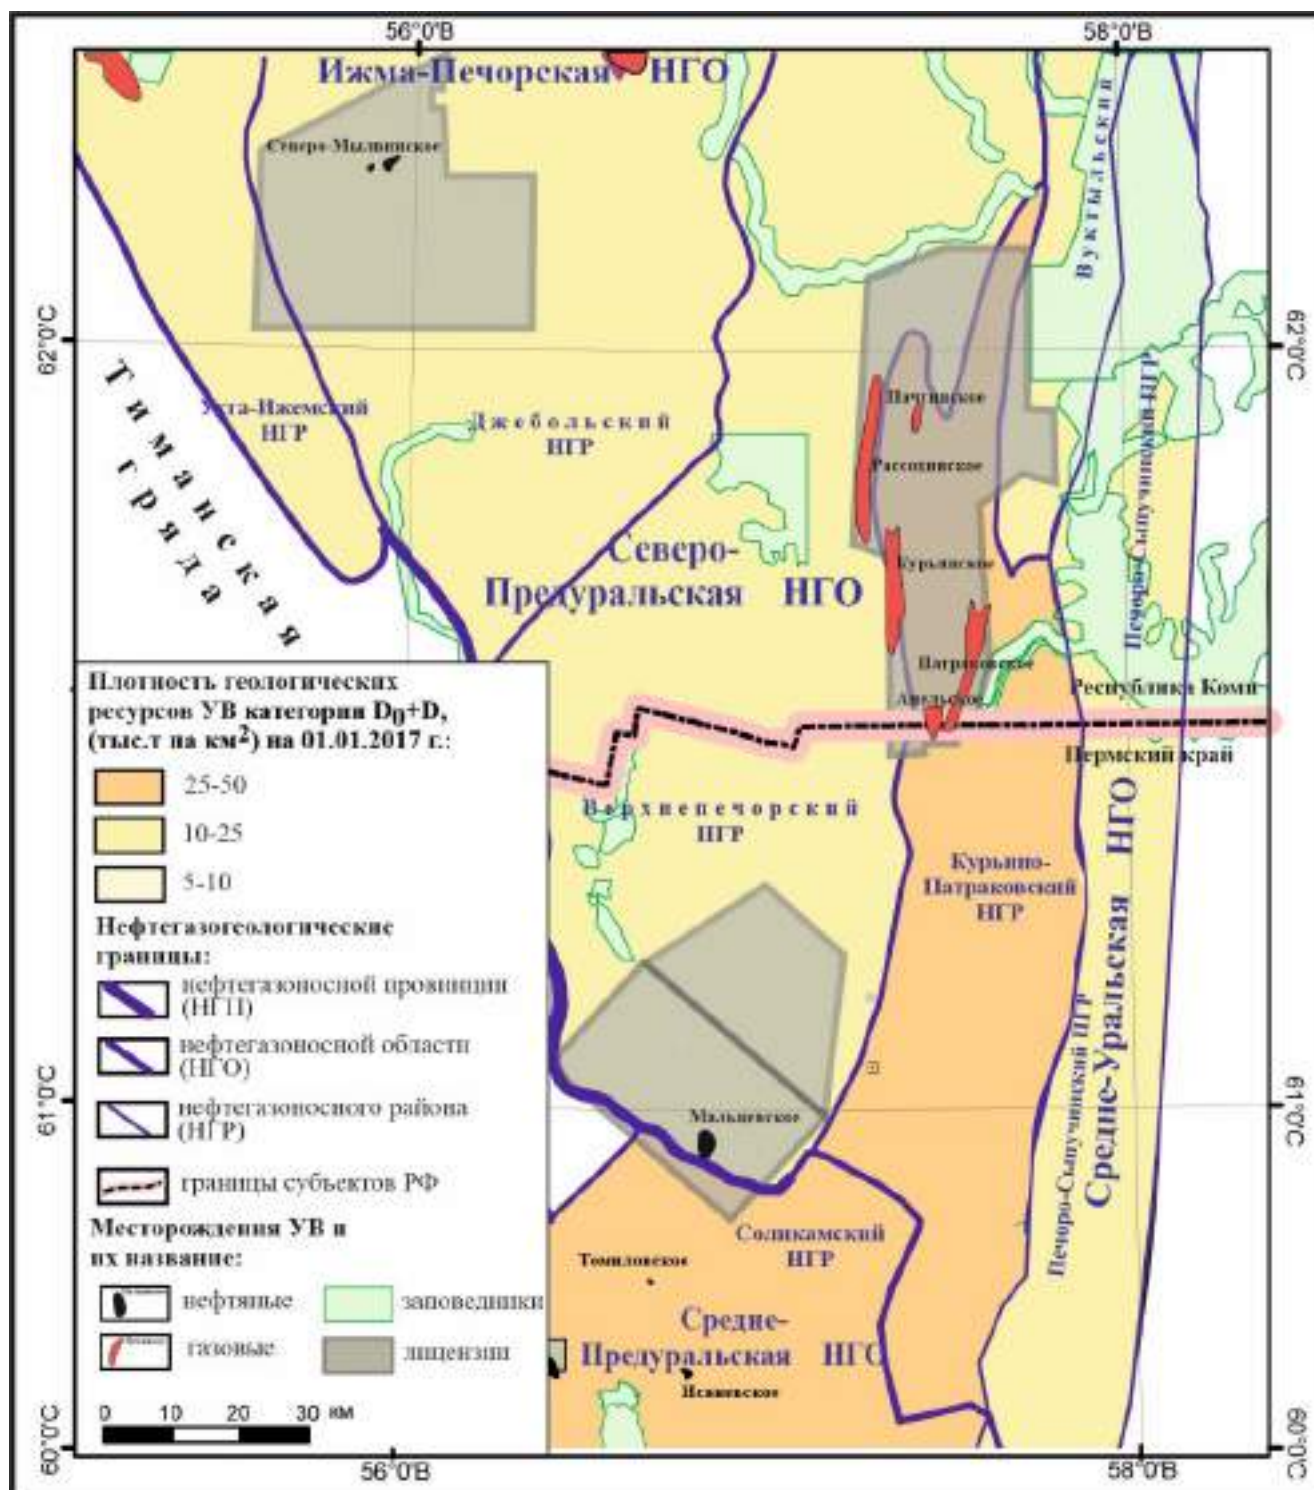 56°0'В
58°0'В
Ижма-Печорская НГО
Северо-Мылвинское
Вуктыльский
62°0'С
62°0'С
Тиманская
гряда
Ухта-Ижемский
НГР
Джебольский
НГР
Пачгинское
Рассохинское
Печоро-Сыпучинский НГР
Северо-
Предуральская НГО
Курьинское
Патраковское
Анельское
Республика Коми
Пермский край
Плотность геологических
ресурсов УВ категории D0+D,
(тыс.т на км²) на 01.01.2017 г.:
25-50
10-25
5-10
Верхнепечорский
НГР
Курьино-
Патраковский
НГР
Средне-Уральская НГО
Печоро-Сыпучинский НГР
Нефтегазогеологические
границы:
нефтегазоносной провинции
(НГП)
нефтегазоносной области
(НГО)
нефтегазоносного района
(НГР)
границы субъектов РФ
61°0'С
61°0'С
Мальцевское
Соликамский
НГР
Томиловское
Месторождения УВ и
их название:
нефтяные
заповедники
газовые
лицензии
Средне-
Предуральская НГО
0 10 20 30 км
60°0'С
60°0'С
56°0'В
58°0'В